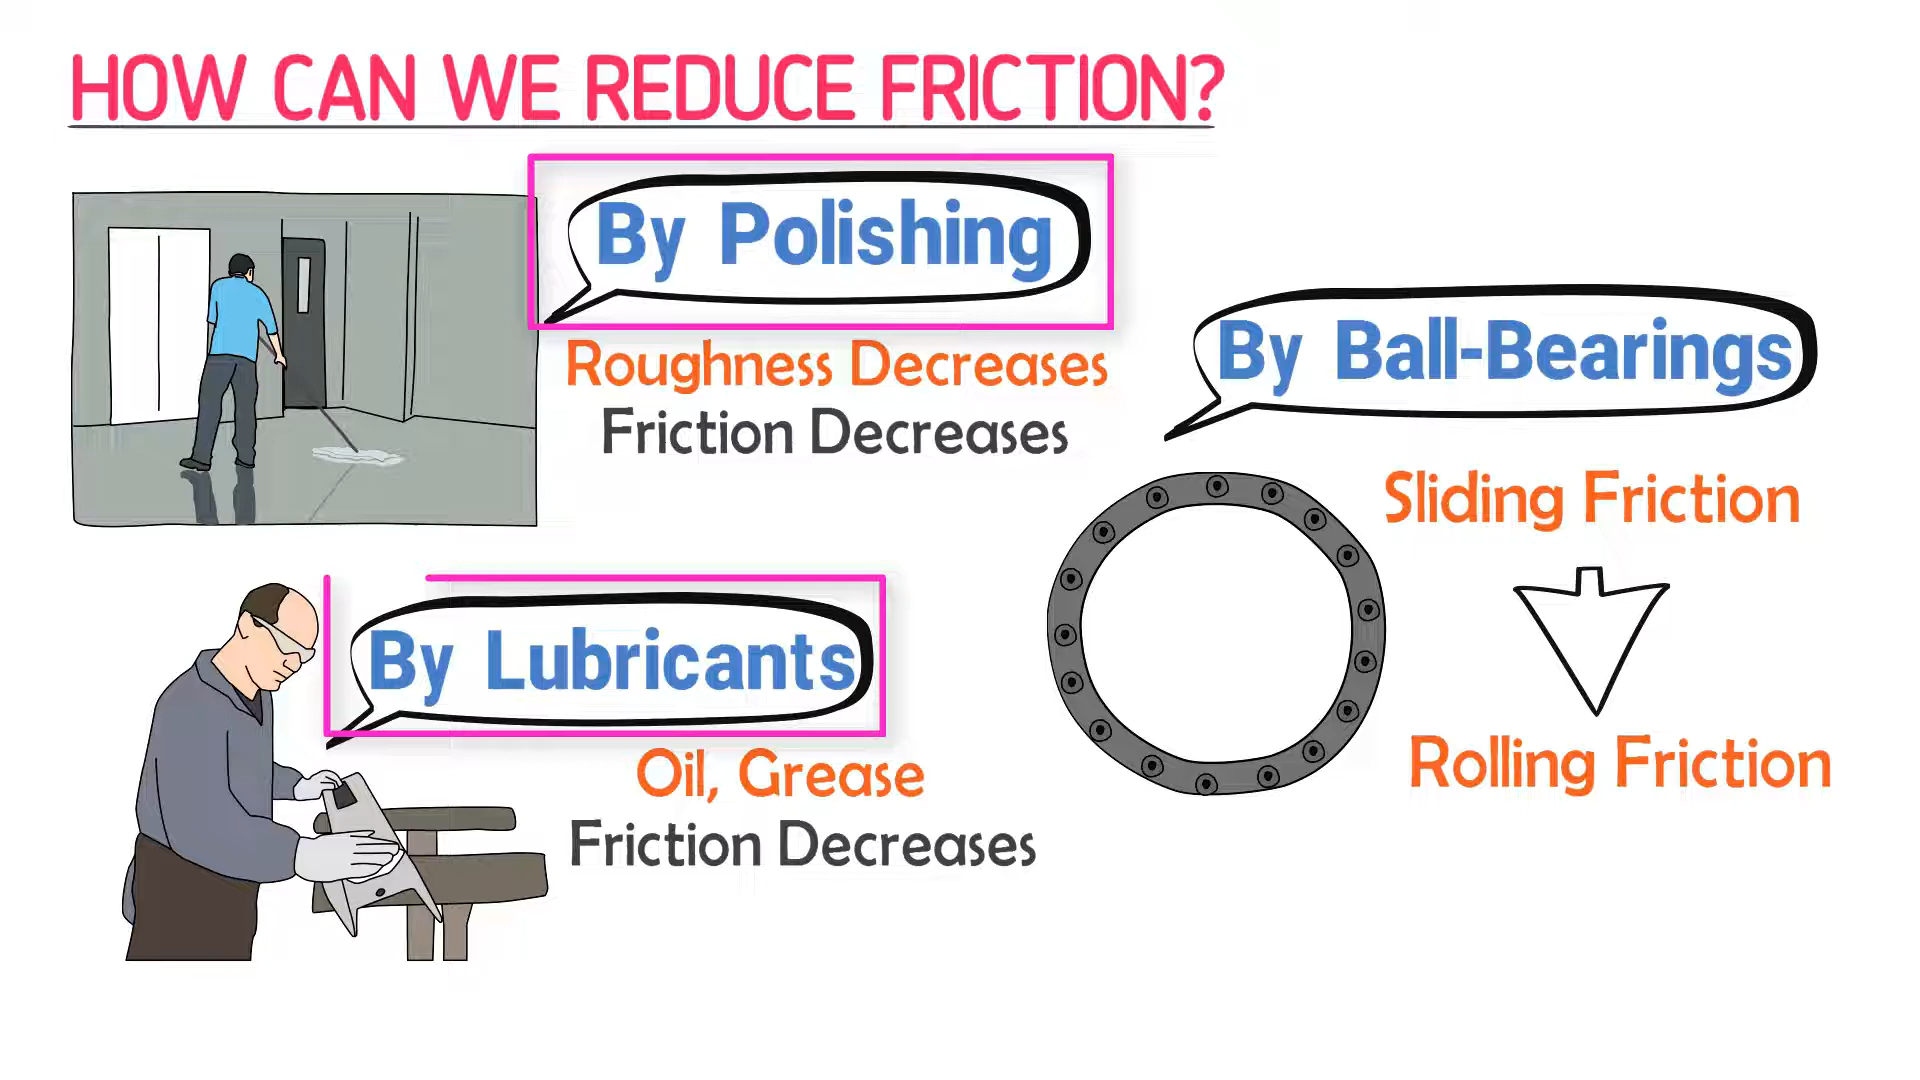 HOW CAN WE REDUCE FRICTION?
By Polishing
Roughness Decreases
Friction Decreases
By Lubricants
Oil, Grease
Friction Decreases
By Ball-Bearings
Sliding Friction
Rolling Friction